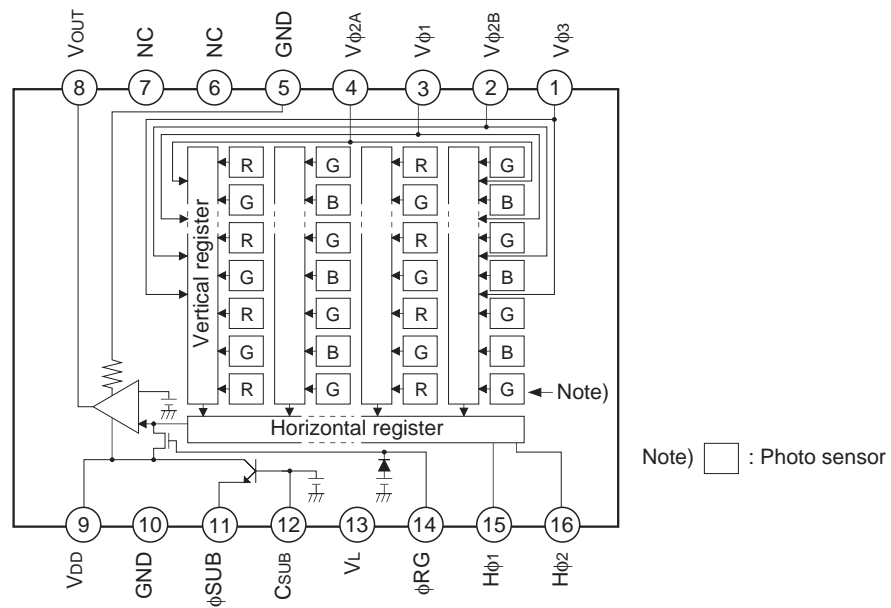 VOUT NC NC GND Vϕ2A Vϕ1 Vϕ2B Vϕ3
8 7 6 5 4 3 2 1
R G R G
G B G B
R G R G
G B G B
R G R G
G B G B
R G R G
Vertical register
Note)
Horizontal register
Note) : Photo sensor
9 10 11 12 13 14 15 16
VDD GND ϕSUB CSUB VL ϕRG Hϕ1 Hϕ2